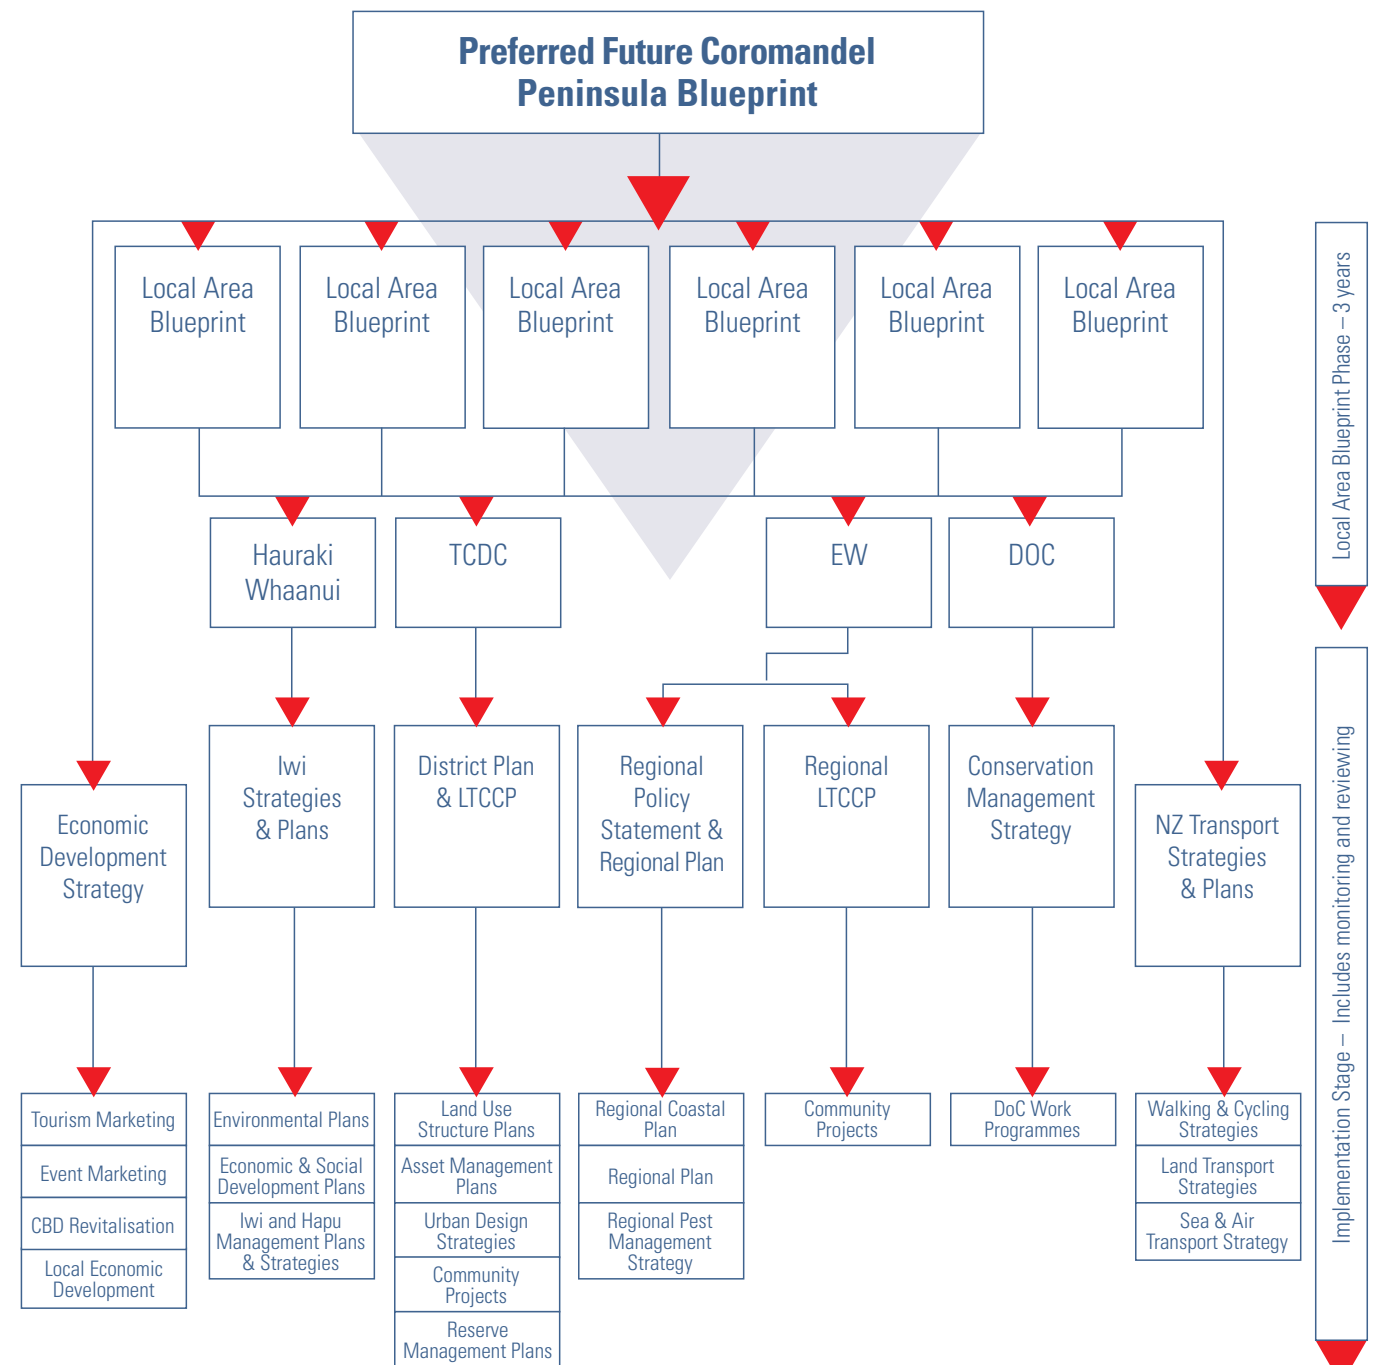 Preferred Future Coromandel
Peninsula Blueprint
Local Area
Blueprint
Local Area
Blueprint
Local Area
Blueprint
Local Area
Blueprint
Local Area
Blueprint
Local Area
Blueprint
Local Area Blueprint Phase – 3 years
Hauraki
Whaanui
TCDC
EW
DOC
Economic
Development
Strategy
Iwi
Strategies
& Plans
District Plan
& LTCCP
Regional
Policy
Statement &
Regional Plan
Regional
LTCCP
Conservation
Management
Strategy
NZ Transport
Strategies
& Plans
Implementation Stage – Includes monitoring and reviewing
Tourism Marketing
Event Marketing
CBD Revitalisation
Local Economic
Development
Environmental Plans
Economic & Social
Development Plans
Iwi and Hapu
Management Plans
& Strategies
Land Use
Structure Plans
Asset Management
Plans
Urban Design
Strategies
Community
Projects
Reserve
Management Plans
Regional Coastal
Plan
Regional Plan
Regional Pest
Management
Strategy
Community
Projects
DoC Work
Programmes
Walking & Cycling
Strategies
Land Transport
Strategies
Sea & Air
Transport Strategy